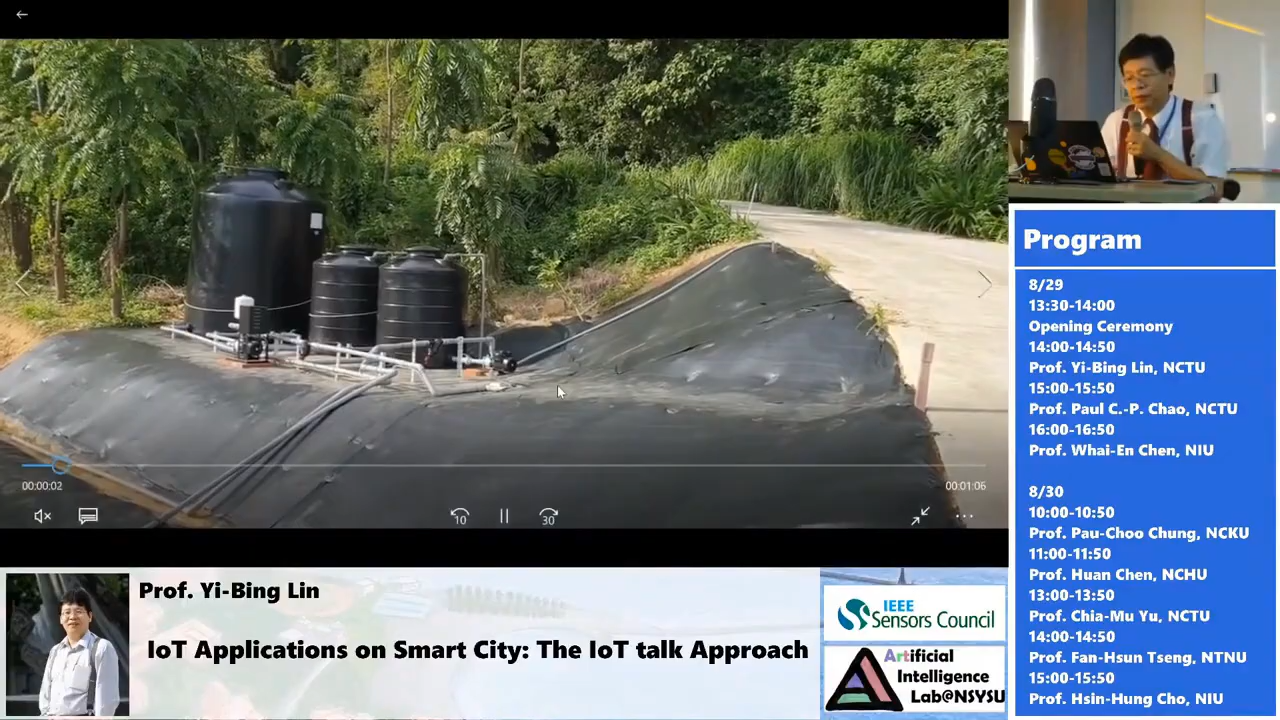 00:00:02
00:01:06
10
30
Prof. Yi-Bing Lin
IoT Applications on Smart City: The IoT talk Approach
IEEE
Sensors Council
Artificial
Intelligence
Lab@NSYSU
Program
8/29
13:30-14:00
Opening Ceremony
14:00-14:50
Prof. Yi-Bing Lin, NCTU
15:00-15:50
Prof. Paul C.-P. Chao, NCTU
16:00-16:50
Prof. Whai-En Chen, NIU
8/30
10:00-10:50
Prof. Pau-Choo Chung, NCKU
11:00-11:50
Prof. Huan Chen, NCHU
13:00-13:50
Prof. Chia-Mu Yu, NCTU
14:00-14:50
Prof. Fan-Hsun Tseng, NTNU
15:00-15:50
Prof. Hsin-Hung Cho, NIU